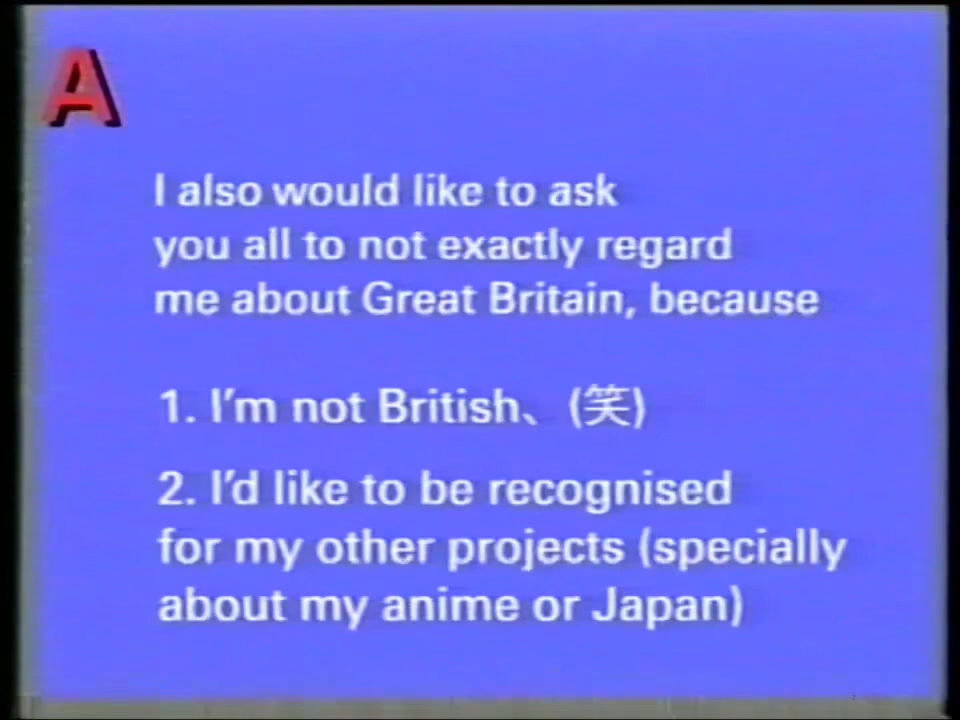 A
I also would like to ask
you all to not exactly regard
me about Great Britain, because
1. I'm not British、(笑)
2. I'd like to be recognised
for my other projects (specially
about my anime or Japan)